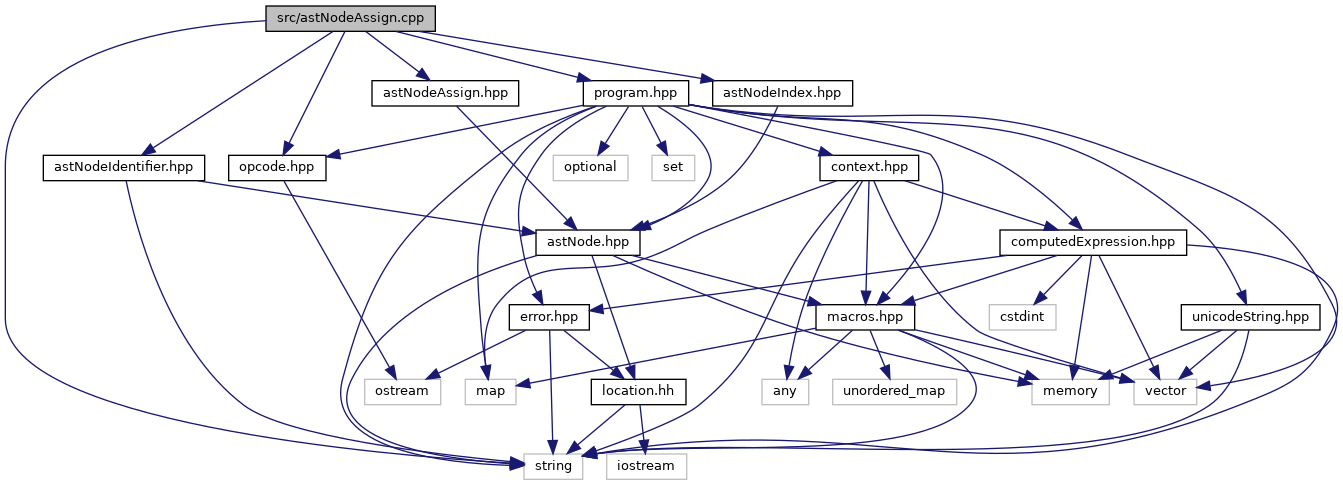 src/astNodeAssign.cpp
astNodeAssign.hpp
program.hpp
astNodeIndex.hpp
astNodeIdentifier.hpp
opcode.hpp
optional
set
context.hpp
astNode.hpp
computedExpression.hpp
error.hpp
macros.hpp
cstdint
unicodeString.hpp
ostream
map
location.hh
any
unordered_map
memory
vector
string
iostream